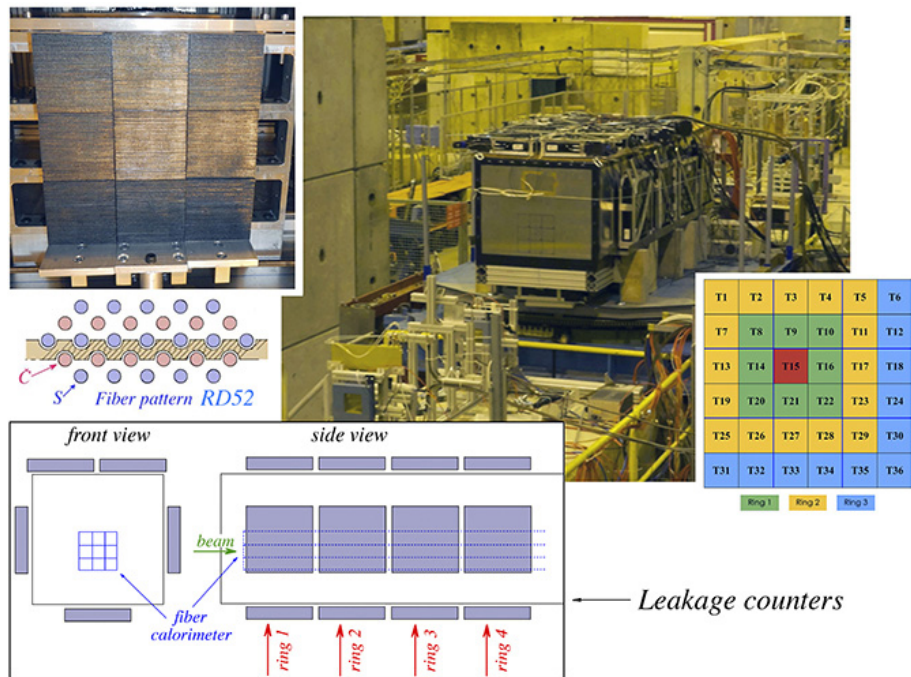 Č
S
Fiber pattern RD52
T1 T2 T3 T4 T5 T6
T7 T8 T9 T10 T11 T12
T13 T14 T15 T16 T17 T18
T19 T20 T21 T22 T23 T24
T25 T26 T27 T28 T29 T30
T31 T32 T33 T34 T35 T36
Ring 1 Ring 2 Ring 3
front view
side view
beam
fiber
calorimeter
ring 1
ring 2
ring 3
ring 4
Leakage counters